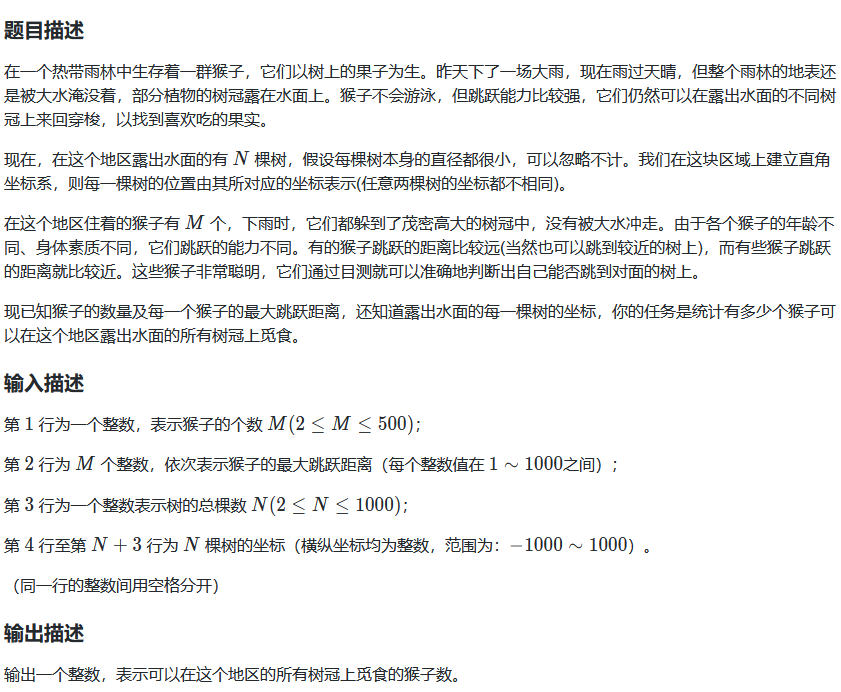 题目描述
在一个热带雨林中生存着一群猴子，它们以树上的果子为生。昨天下了一场大雨，现在雨过天晴，但整个雨林的地表还
是被大水淹没着，部分植物的树冠露在水面上。猴子不会游泳，但跳跃能力比较强，它们仍然可以在露出水面的不同树
冠上来回穿梭，以找到喜欢吃的果实。
现在，在这个地区露出水面的有 N 棵树，假设每棵树本身的直径都很小，可以忽略不计。我们在这块区域上建立直角
坐标系，则每一棵树的位置由其所对应的坐标表示(任意两棵树的坐标都不相同)。
在这个地区住着的猴子有 M 个，下雨时，它们都躲到了茂密高大的树冠中，没有被大水冲走。由于各个猴子的年龄不
同、身体素质不同，它们跳跃的能力不同。有的猴子跳跃的距离比较远(当然也可以跳到较近的树上)，而有些猴子跳跃
的距离就比较近。这些猴子非常聪明，它们通过目测就可以准确地判断出自己能否跳到对面的树上。
现已知猴子的数量及每一个猴子的最大跳跃距离，还知道露出水面的每一棵树的坐标，你的任务是统计有多少个猴子可
以在这个地区露出水面的所有树冠上觅食。
输入描述
第 1 行为一个整数，表示猴子的个数 M(2 ≤ M ≤ 500)；
第 2 行为 M 个整数，依次表示猴子的最大跳跃距离（每个整数值在 1 ∼ 1000之间）；
第 3 行为一个整数表示树的总棵数 N(2 ≤ N ≤ 1000)；
第 4 行至第 N + 3 行为 N 棵树的坐标（横纵坐标均为整数，范围为：−1000 ∼ 1000）。
（同一行的整数间用空格分开）
输出描述
输出一个整数，表示可以在这个地区的所有树冠上觅食的猴子数。